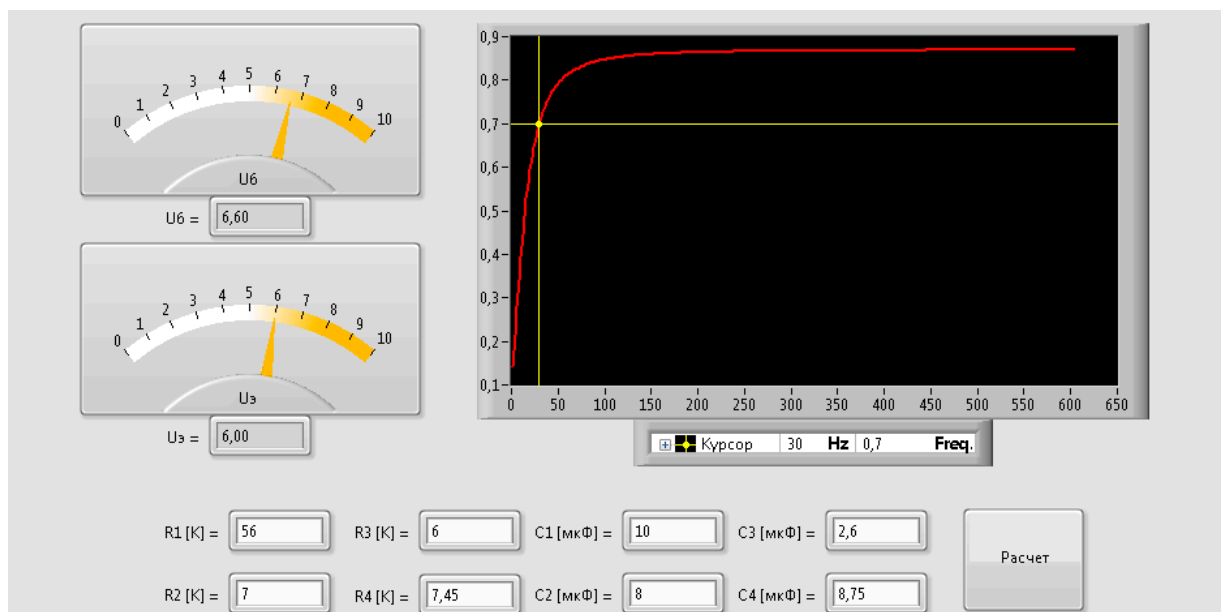 0 1 2 3 4 5 6 7 8 9 10
Uб
Uб = 6,60
0 1 2 3 4 5 6 7 8 9 10
Uэ
Uэ = 6,00
0,9
0,8
0,7
0,6
0,5
0,4
0,3
0,2
0,1
0 50 100 150 200 250 300 350 400 450 500 550 600 650
Курсор 30 Hz 0,7 Freq.
R1 [K] = 56 R3 [K] = 6 C1 [мкФ] = 10 C3 [мкФ] = 2,6
R2 [K] = 7 R4 [K] = 7,45 C2 [мкФ] = 8 C4 [мкФ] = 8,75
Расчет